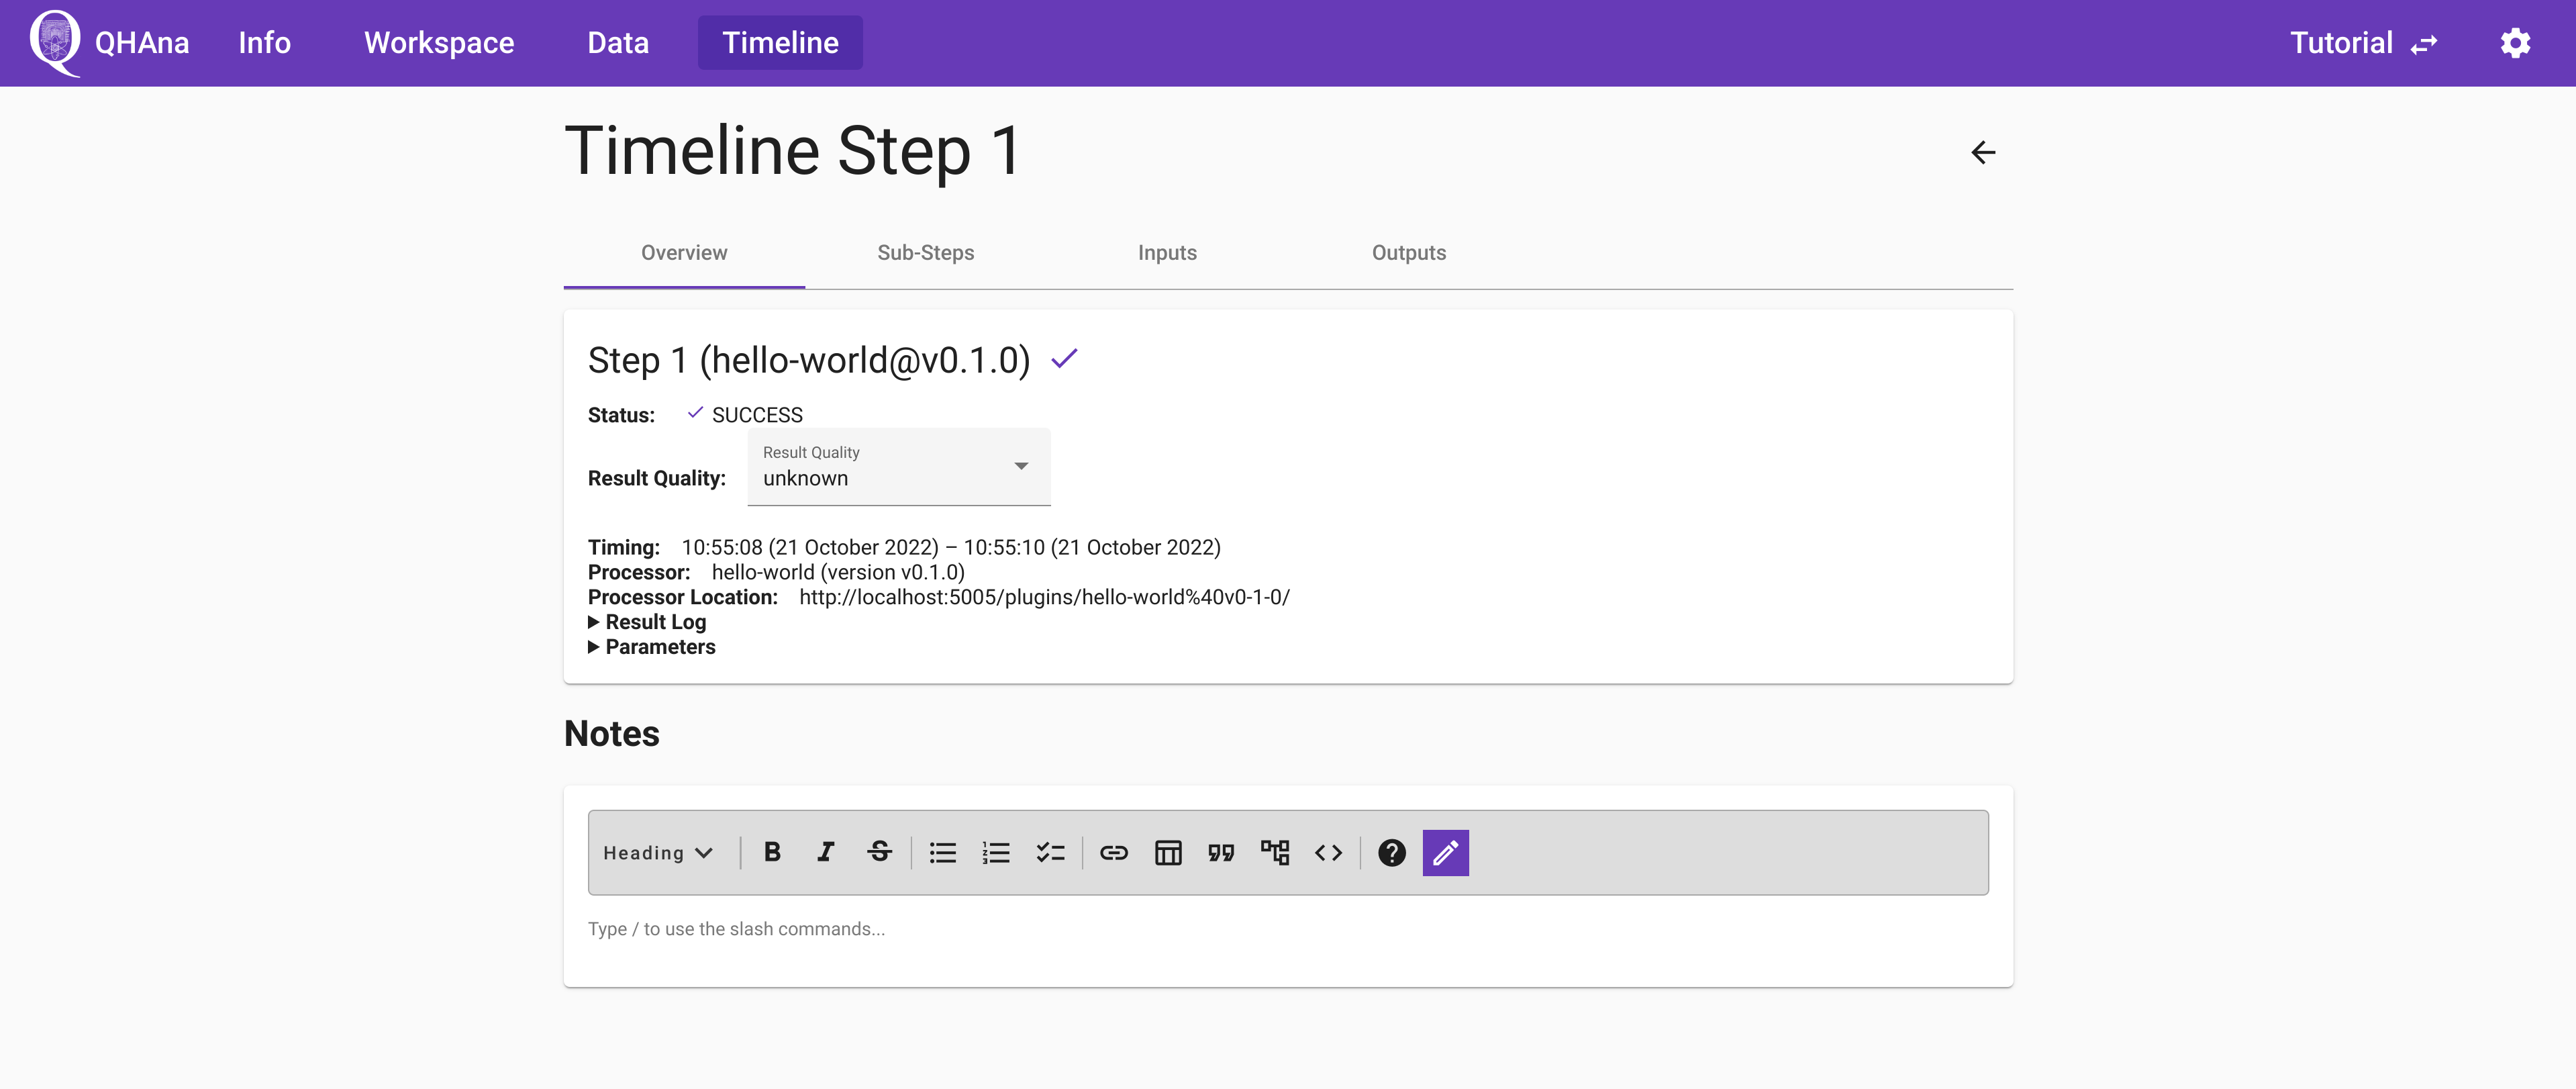 QHAna Info Workspace Data Timeline Tutorial
Timeline Step 1
Overview Sub-Steps Inputs Outputs
Step 1 (hello-world@v0.1.0)
Status: SUCCESS
Result Quality
Result Quality: unknown
Timing: 10:55:08 (21 October 2022) – 10:55:10 (21 October 2022)
Processor: hello-world (version v0.1.0)
Processor Location: http://localhost:5005/plugins/hello-world%40v0-1-0/
Result Log
Parameters
Notes
Heading
Type / to use the slash commands...